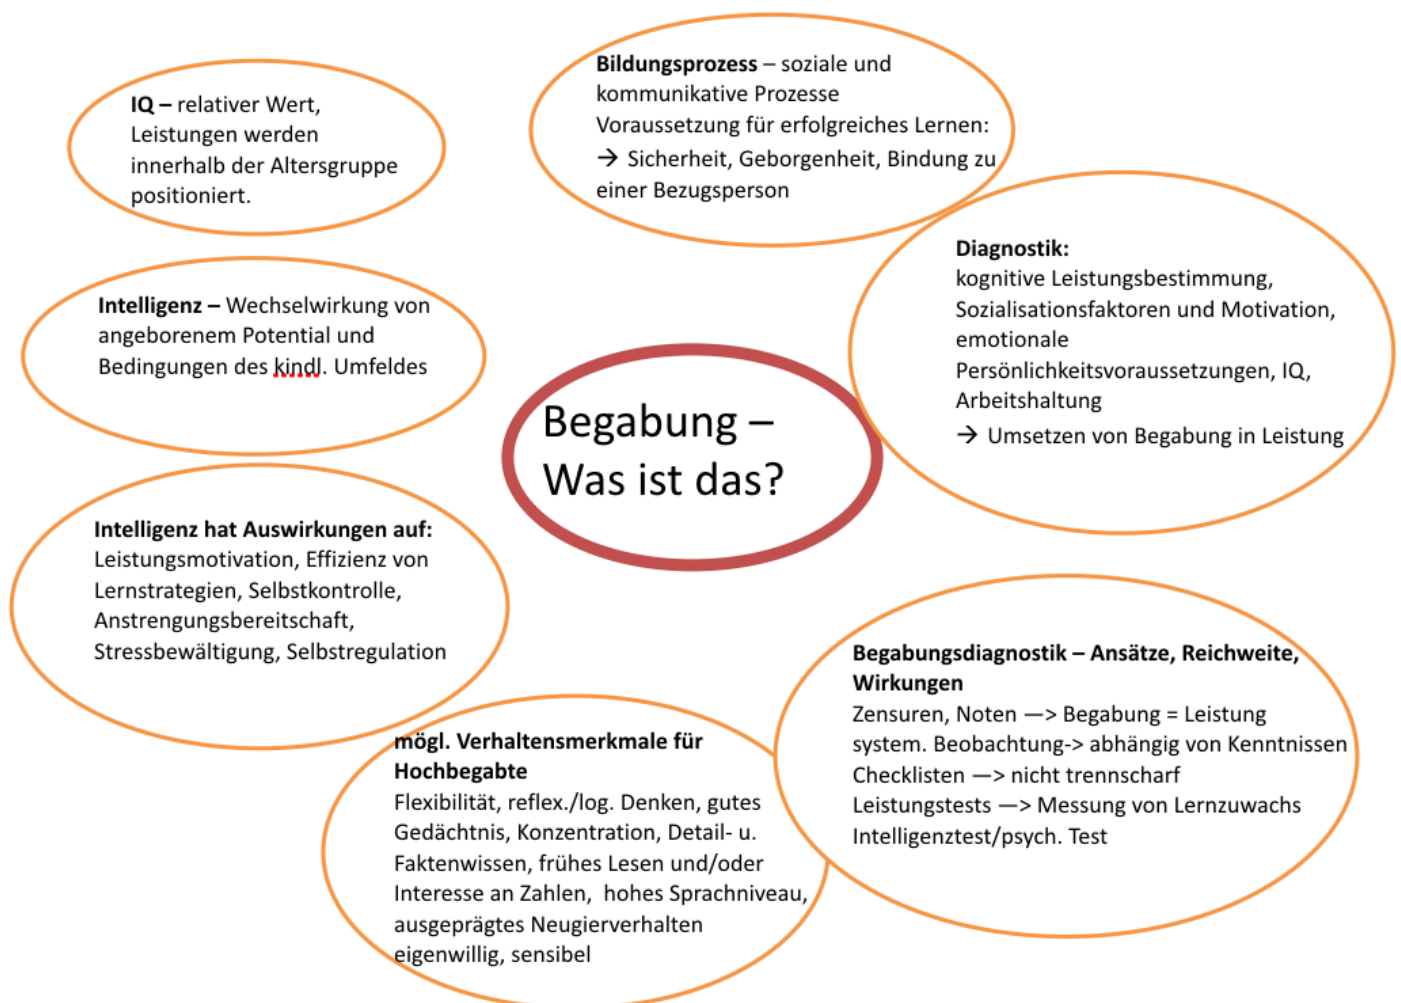 IQ – relativer Wert,
Leistungen werden
innerhalb der Altersgruppe
positioniert.
Bildungsprozess – soziale und
kommunikative Prozesse
Voraussetzung für erfolgreiches Lernen:
→ Sicherheit, Geborgenheit, Bindung zu
einer Bezugsperson
Diagnostik:
kognitive Leistungsbestimmung,
Sozialisationsfaktoren und Motivation,
emotionale
Persönlichkeitsvoraussetzungen, IQ,
Arbeitshaltung
→ Umsetzen von Begabung in Leistung
Intelligenz – Wechselwirkung von
angeborenem Potential und
Bedingungen des kindl. Umfeldes
Begabung –
Was ist das?
Intelligenz hat Auswirkungen auf:
Leistungsmotivation, Effizienz von
Lernstrategien, Selbstkontrolle,
Anstrengungsbereitschaft,
Stressbewältigung, Selbstregulation
Begabungsdiagnostik – Ansätze, Reichweite,
Wirkungen
Zensuren, Noten —> Begabung = Leistung
system. Beobachtung-> abhängig von Kenntnissen
Checklisten —> nicht trennscharf
Leistungstests —> Messung von Lernzuwachs
Intelligenztest/psych. Test
mögl. Verhaltensmerkmale für
Hochbegabte
Flexibilität, reflex./log. Denken, gutes
Gedächtnis, Konzentration, Detail- u.
Faktenwissen, frühes Lesen und/oder
Interesse an Zahlen,  hohes Sprachniveau,
ausgeprägtes Neugierverhalten
eigenwillig, sensibel